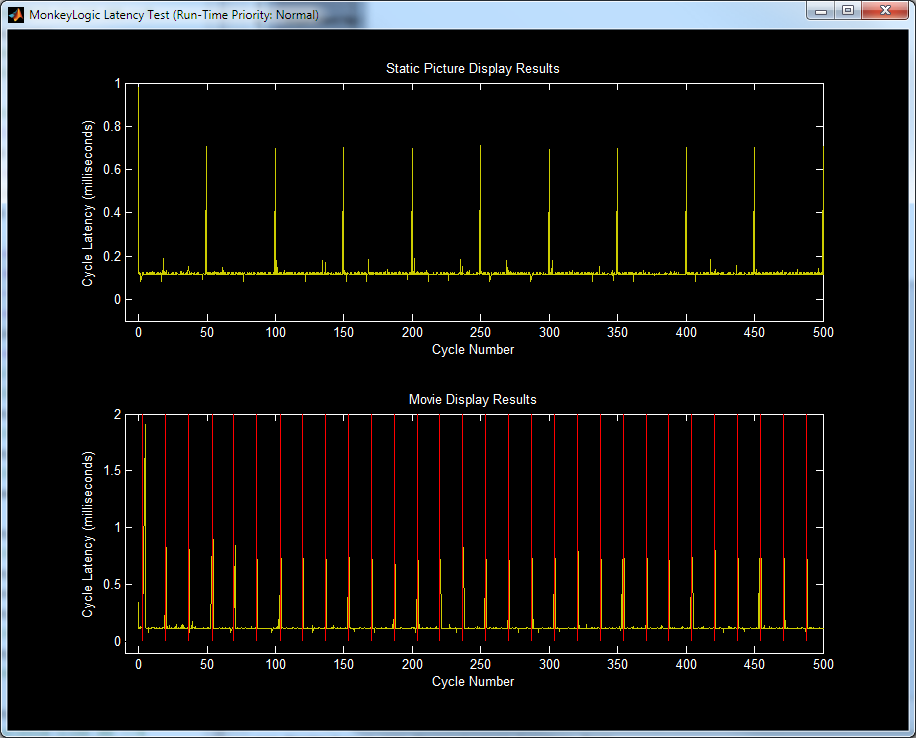 MonkeyLogic Latency Test (Run-Time Priority: Normal)
Static Picture Display Results
Cycle Latency (milliseconds)
1
0.8
0.6
0.4
0.2
0
0 50 100 150 200 250 300 350 400 450 500
Cycle Number
Movie Display Results
Cycle Latency (milliseconds)
2
1.5
1
0.5
0
0 50 100 150 200 250 300 350 400 450 500
Cycle Number